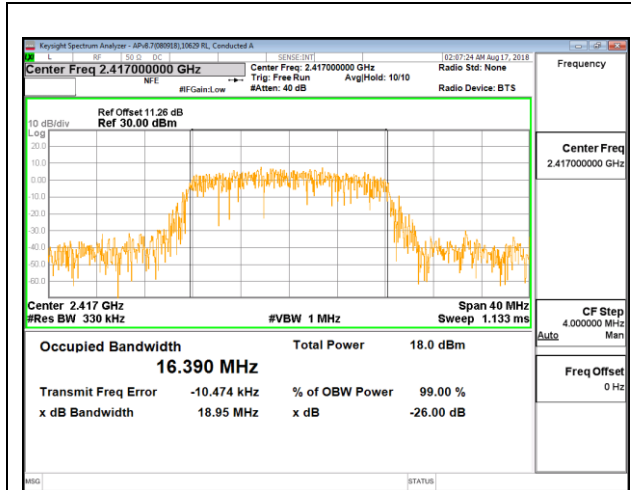 Keysight Spectrum Analyzer - APv8.7(080918),10629 RL, Conducted A
L RF 50 Ω DC SENSE:INT 02:07:24 AM Aug 17, 2018
Center Freq 2.417000000 GHz Center Freq: 2.417000000 GHz Radio Std: None
NFE Trig: Free Run Avg|Hold: 10/10
#IFGain:Low #Atten: 40 dB Radio Device: BTS
Frequency
Ref Offset 11.26 dB
10 dB/div Ref 30.00 dBm
Log
20.0
10.0
0.00
-10.0
-20.0
-30.0
-40.0
-50.0
-60.0
Center 2.417 GHz Span 40 MHz
#Res BW 330 kHz #VBW 1 MHz Sweep 1.133 ms
Occupied Bandwidth Total Power 18.0 dBm
16.390 MHz
Transmit Freq Error -10.474 kHz % of OBW Power 99.00 %
x dB Bandwidth 18.95 MHz x dB -26.00 dB
Center Freq
2.417000000 GHz
CF Step
4.000000 MHz
Auto Man
Freq Offset
0 Hz
MSG STATUS